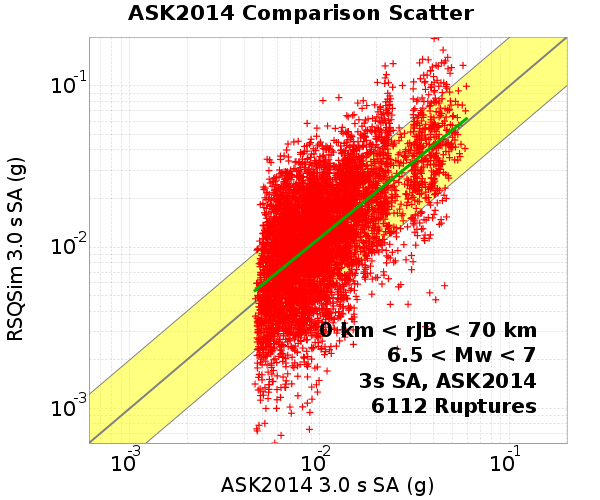 ASK2014 Comparison Scatter
RSQSim 3.0 s SA (g)
10-1
10-2
10-3
0 km < rJB < 70 km
6.5 < Mw < 7
3s SA, ASK2014
6112 Ruptures
10-3 10-2 10-1
ASK2014 3.0 s SA (g)